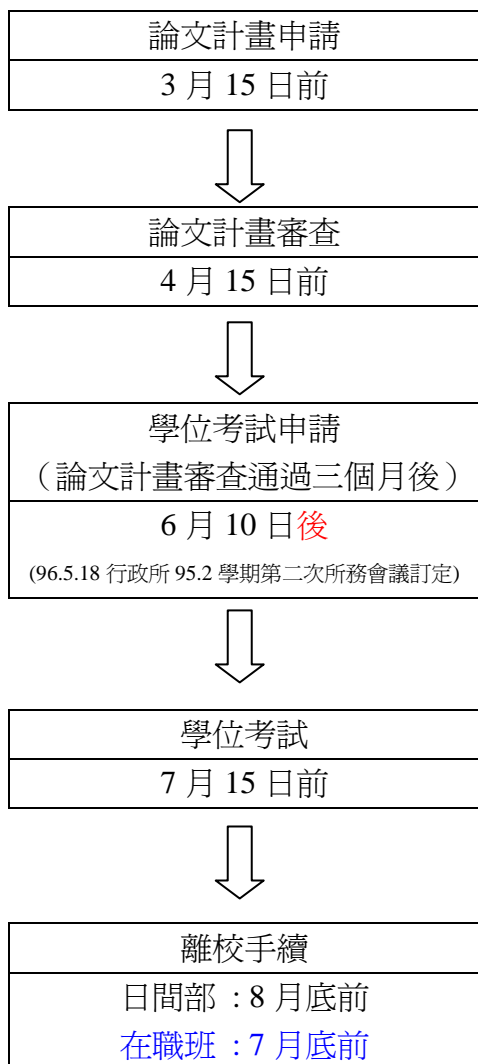 論文計畫申請
3 月 15 日前
論文計畫審查
4 月 15 日前
學位考試申請
（論文計畫審查通過三個月後）
6 月 10 日後
(96.5.18 行政所 95.2 學期第二次所務會議訂定)
學位考試
7 月 15 日前
離校手續
日間部 : 8 月底前
在職班 : 7 月底前